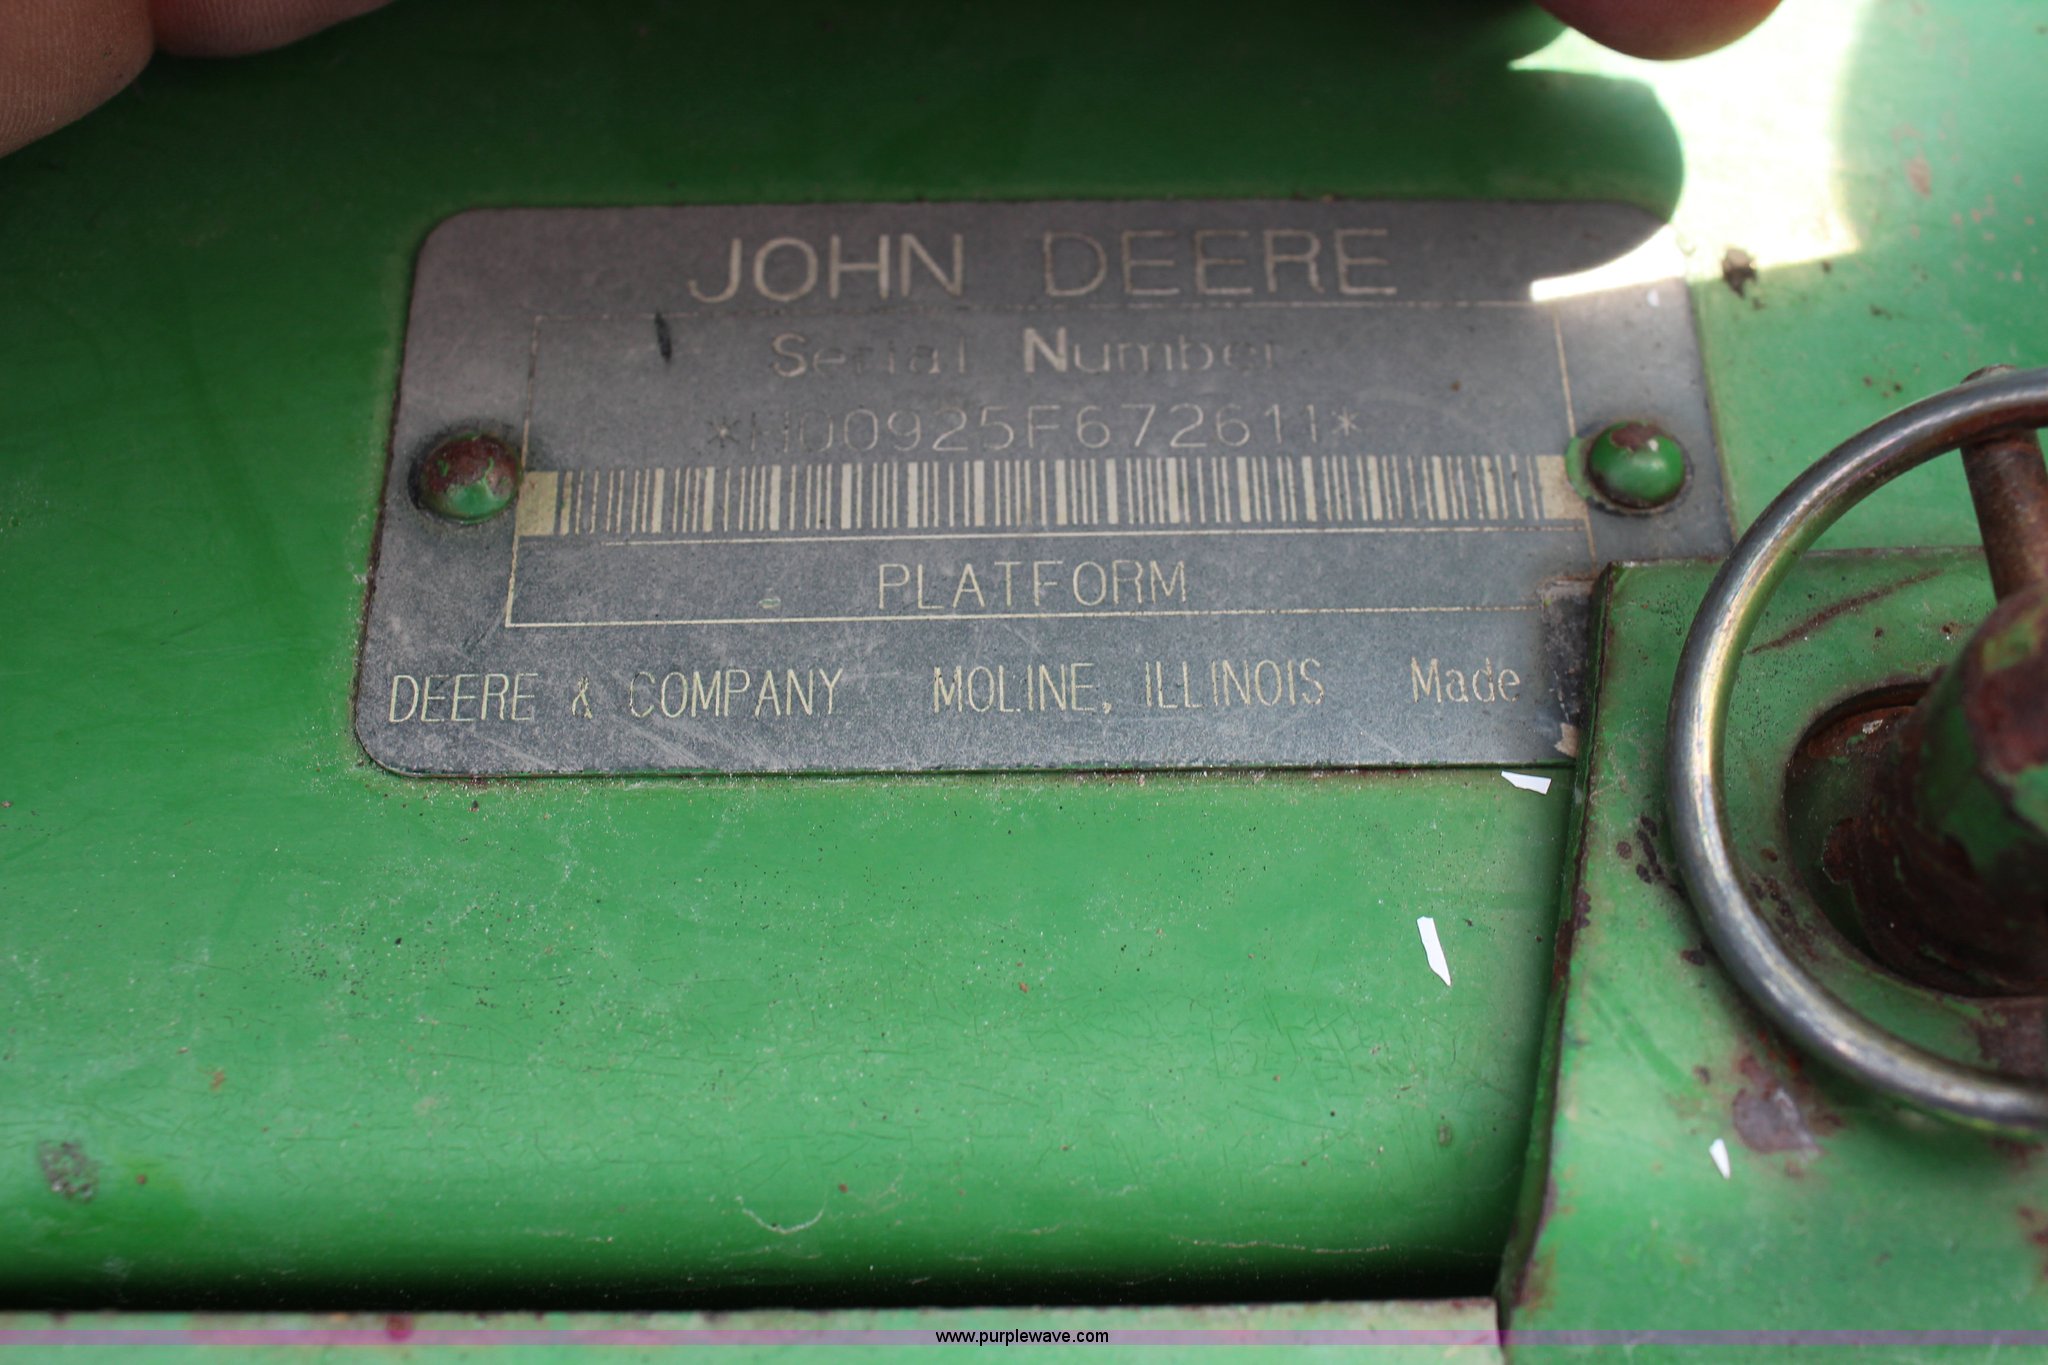 JOHN DEERE
Serial Number
*H00925F672611*
PLATFORM
DEERE & COMPANY MOLINE, ILLINOIS Made
www.purplewave.com